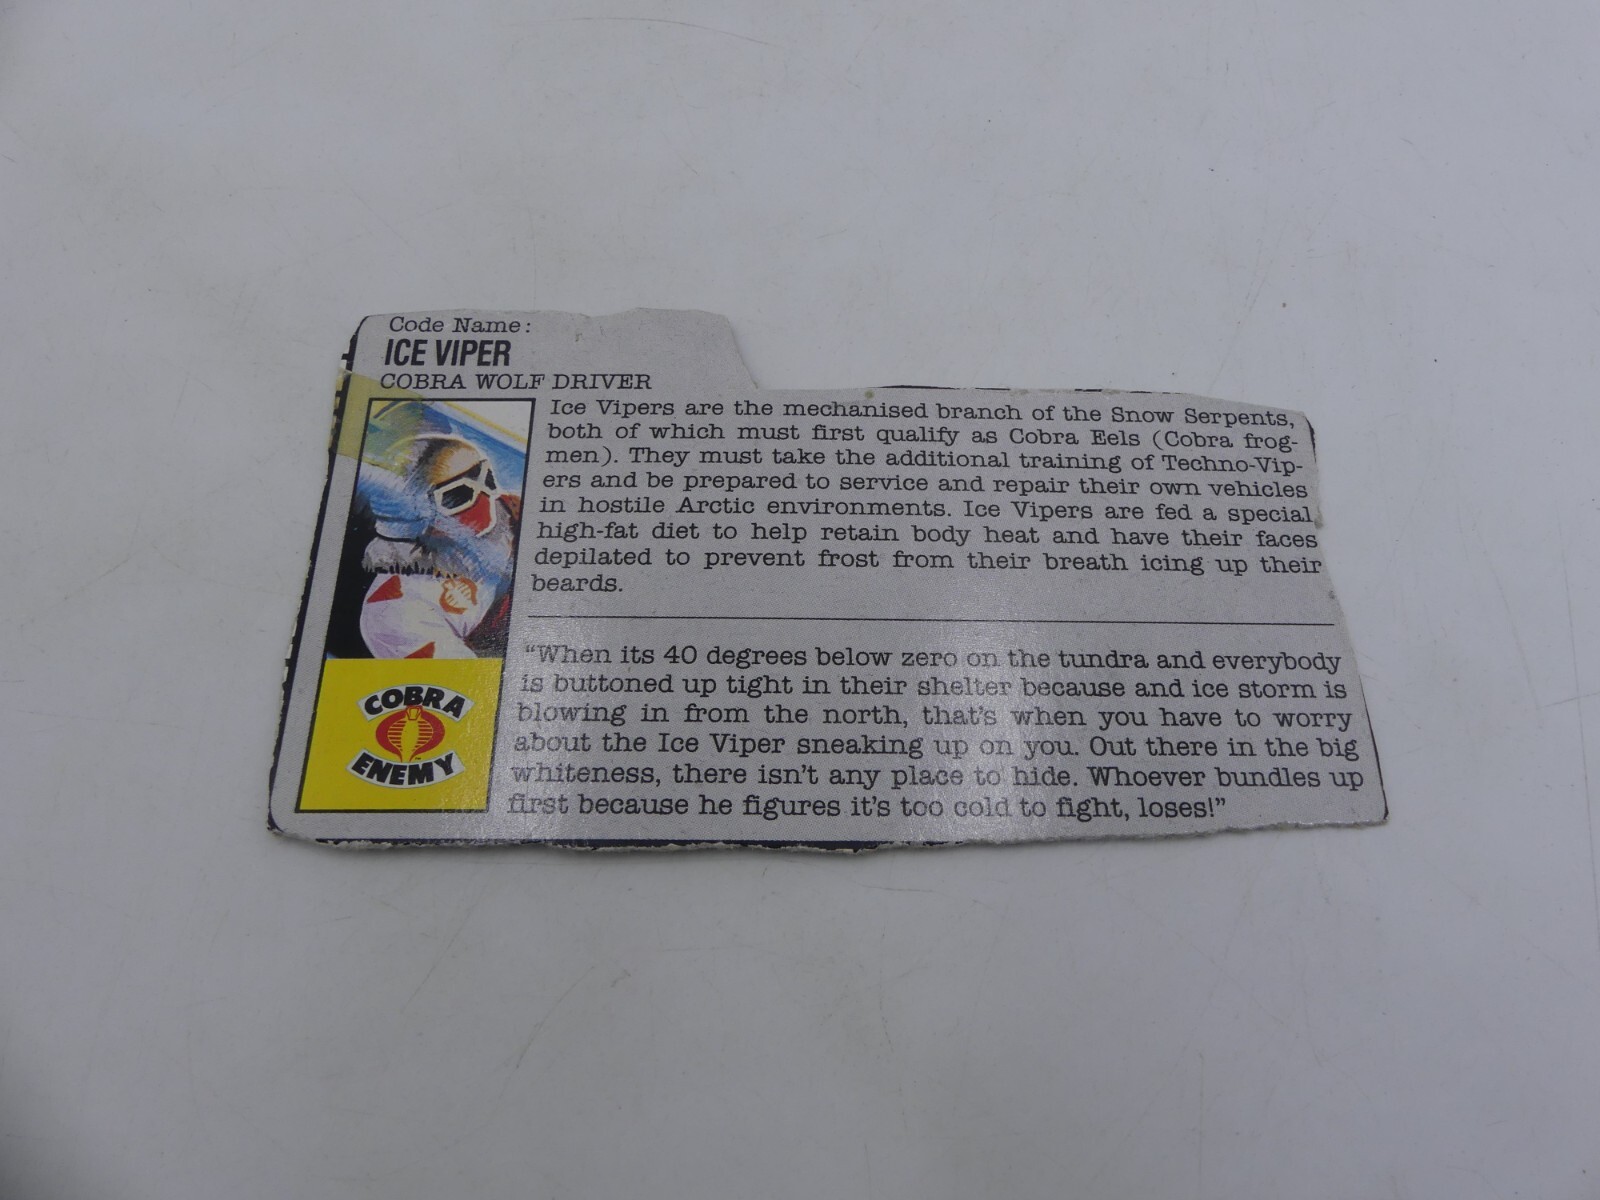 Code Name:
ICE VIPER
COBRA WOLF DRIVER
Ice Vipers are the mechanised branch of the Snow Serpents,
both of which must first qualify as Cobra Eels (Cobra frog-
men). They must take the additional training of Techno-Vip-
ers and be prepared to service and repair their own vehicles
in hostile Arctic environments. Ice Vipers are fed a special
high-fat diet to help retain body heat and have their faces
depilated to prevent frost from their breath icing up their
beards.
"When its 40 degrees below zero on the tundra and everybody
is buttoned up tight in their shelter because and ice storm is
blowing in from the north, that's when you have to worry
about the Ice Viper sneaking up on you. Out there in the big
whiteness, there isn't any place to hide. Whoever bundles up
first because he figures it's too cold to fight, loses!"
COBRA
ENEMY